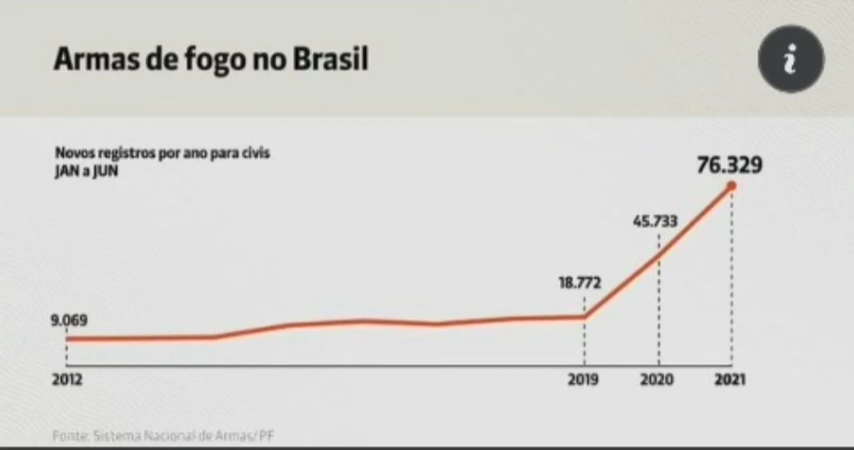 Armas de fogo no Brasil
i
Novos registros por ano para civis
JAN a JUN
76.329
45.733
18.772
9.069
2012
2019
2020
2021
Fonte: Sistema Nacional de Armas/PF